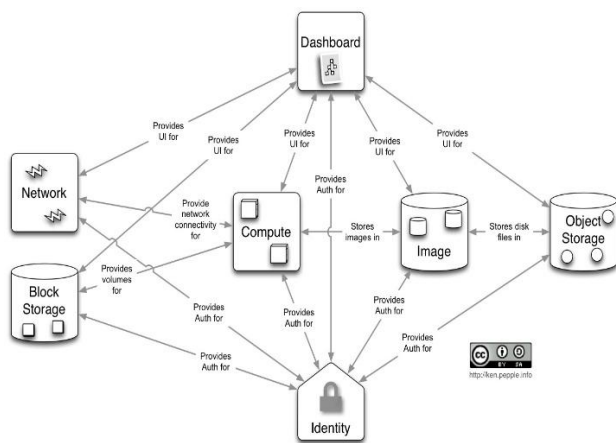 Dashboard
Provides
UI for
Provides
UI for
Provides
UI for
Provides
UI for
Provides
UI for
Network
Provides
Auth for
Provide
network
connectivity
for
Compute
Stores
images in
Image
Stores disk
files in
Object
Storage
Block
Storage
Provides
volumes
for
Provides
Auth for
Provides
Auth for
Provides
Auth for
Provides
Auth for
Provides
Auth for
Identity
cc
BY
SA
http://ken.pepple.info